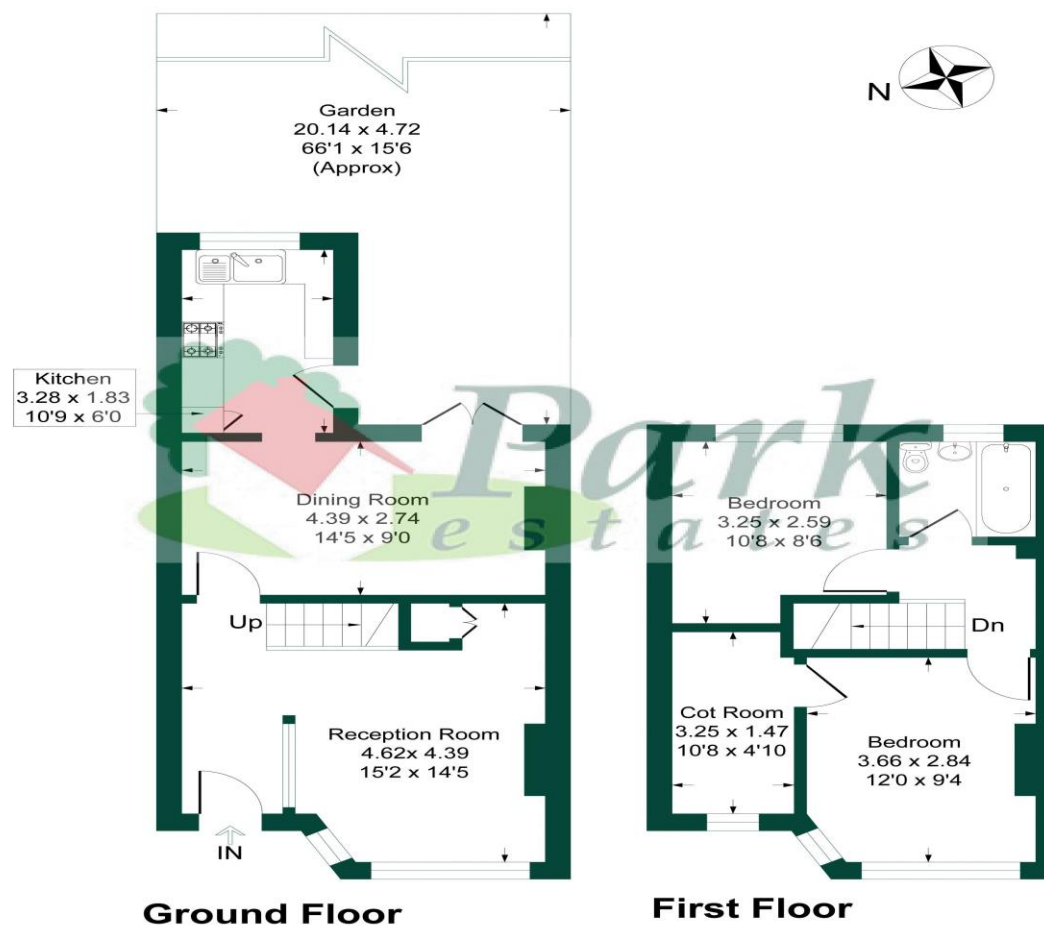 Garden
20.14 x 4.72
66'1 x 15'6
(Approx)
N
Kitchen
3.28 x 1.83
10'9 x 6'0
Park
estates
Dining Room
4.39 x 2.74
14'5 x 9'0
Bedroom
3.25 x 2.59
10'8 x 8'6
Up
Dn
Reception Room
4.62x 4.39
15'2 x 14'5
Cot Room
3.25 x 1.47
10'8 x 4'10
Bedroom
3.66 x 2.84
12'0 x 9'4
IN
Ground Floor
First Floor